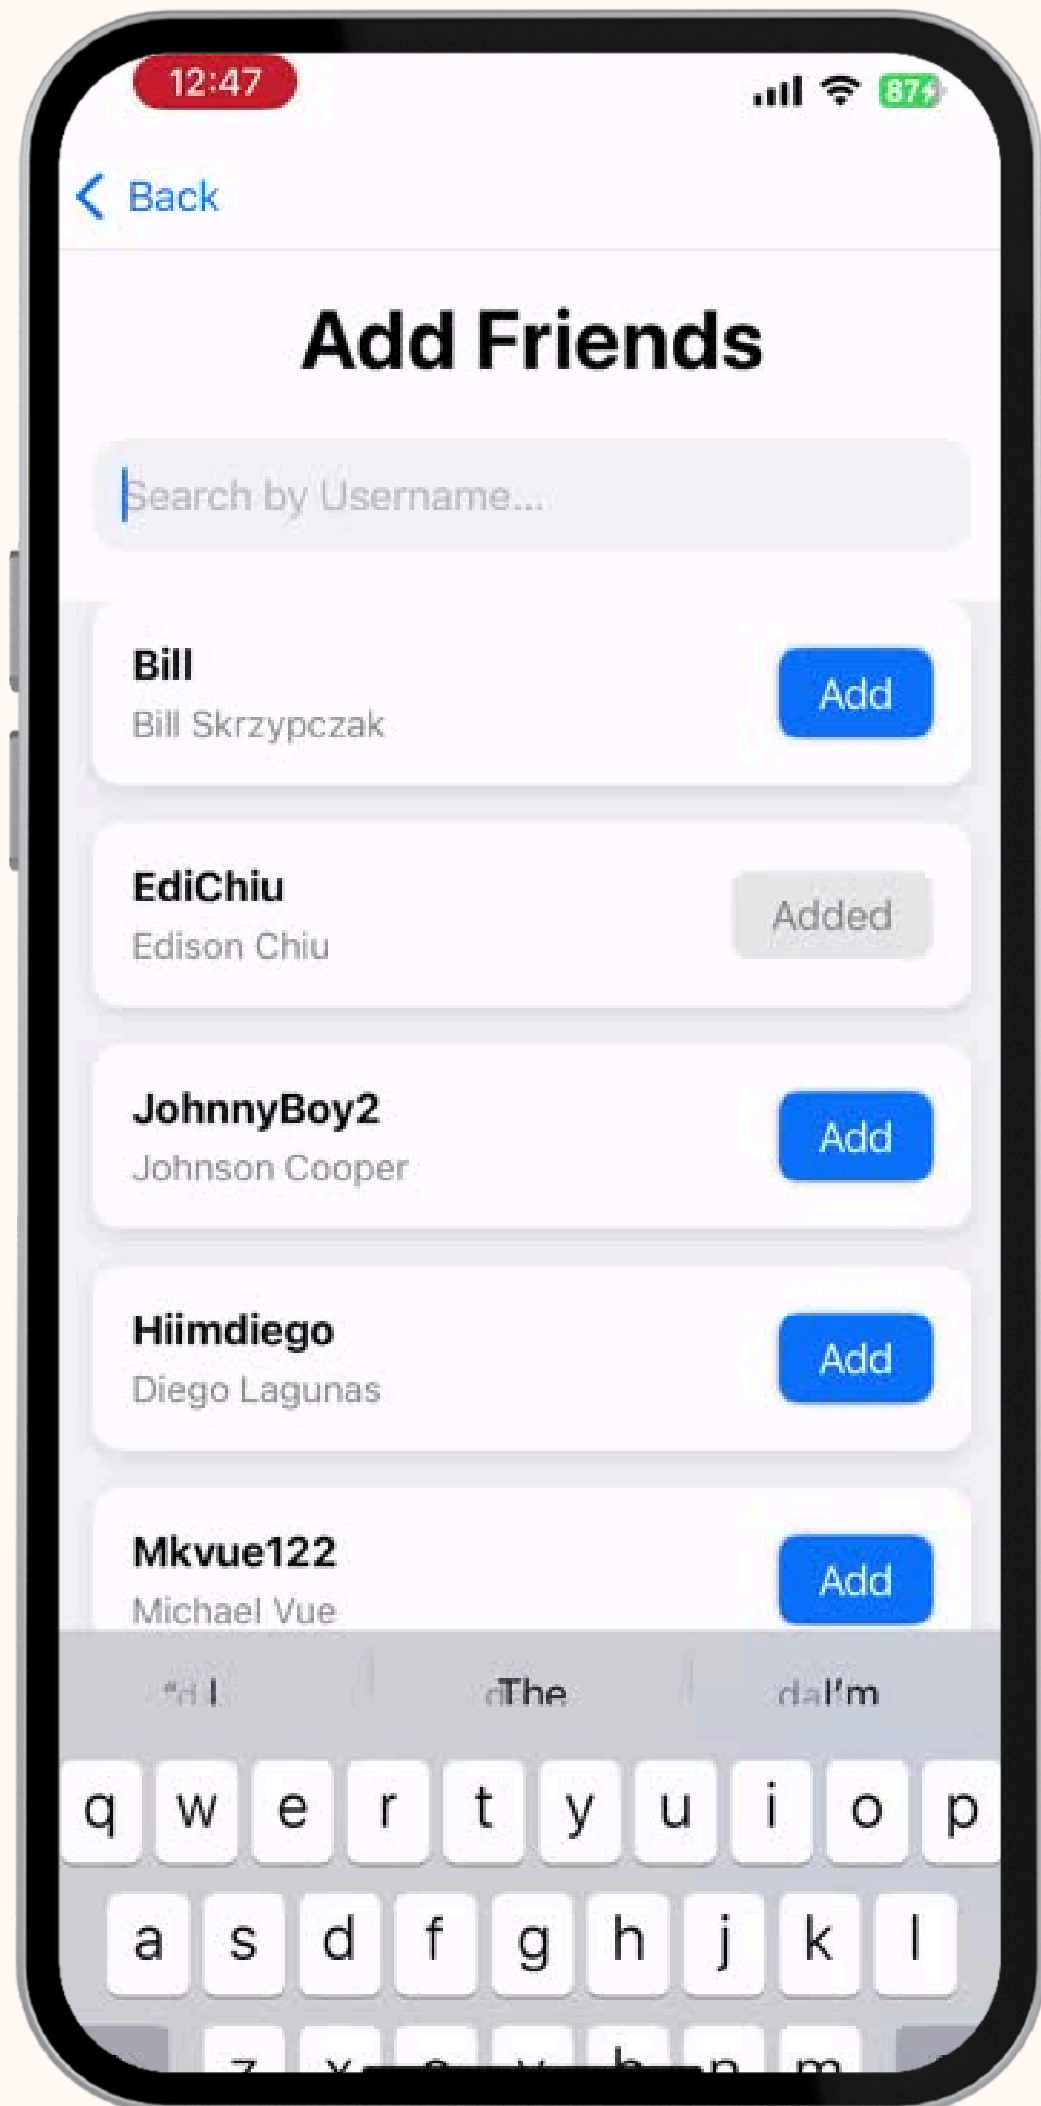 12:47
87
Back
Add Friends
Search by Username...
Bill
Bill Skrzypczak
Add
EdiChiu
Edison Chiu
Added
JohnnyBoy2
Johnson Cooper
Add
Hiimdiego
Diego Lagunas
Add
Mkvue122
Michael Vue
Add
I The I'm
q w e r t y u i o p
a s d f g h j k l
z x c v b n m